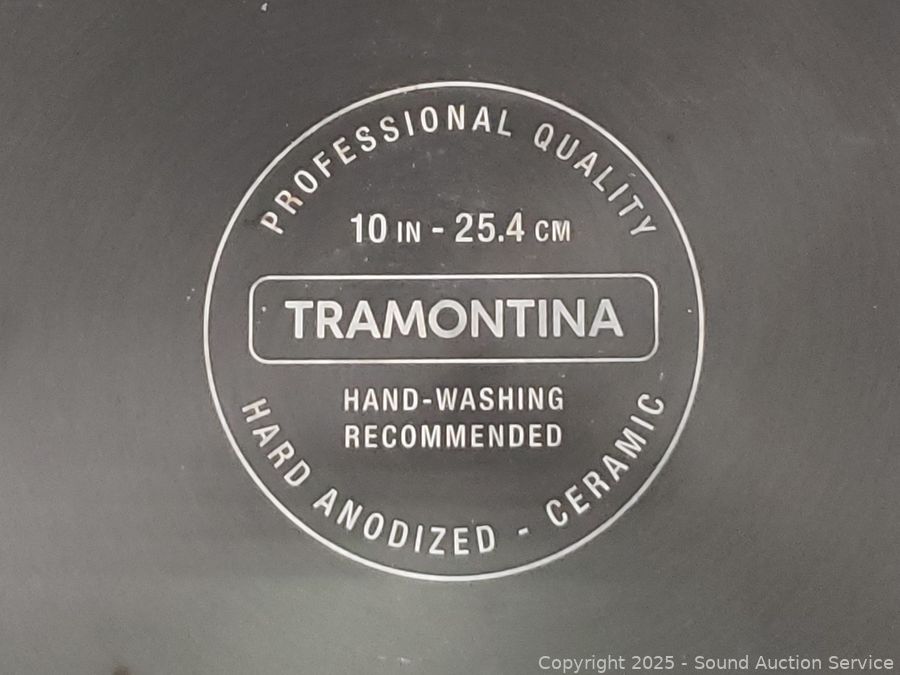 PROFESSIONAL QUALITY
10 IN - 25.4 CM
TRAMONTINA
HAND-WASHING
RECOMMENDED
HARD ANODIZED - CERAMIC
Copyright 2025 - Sound Auction Service